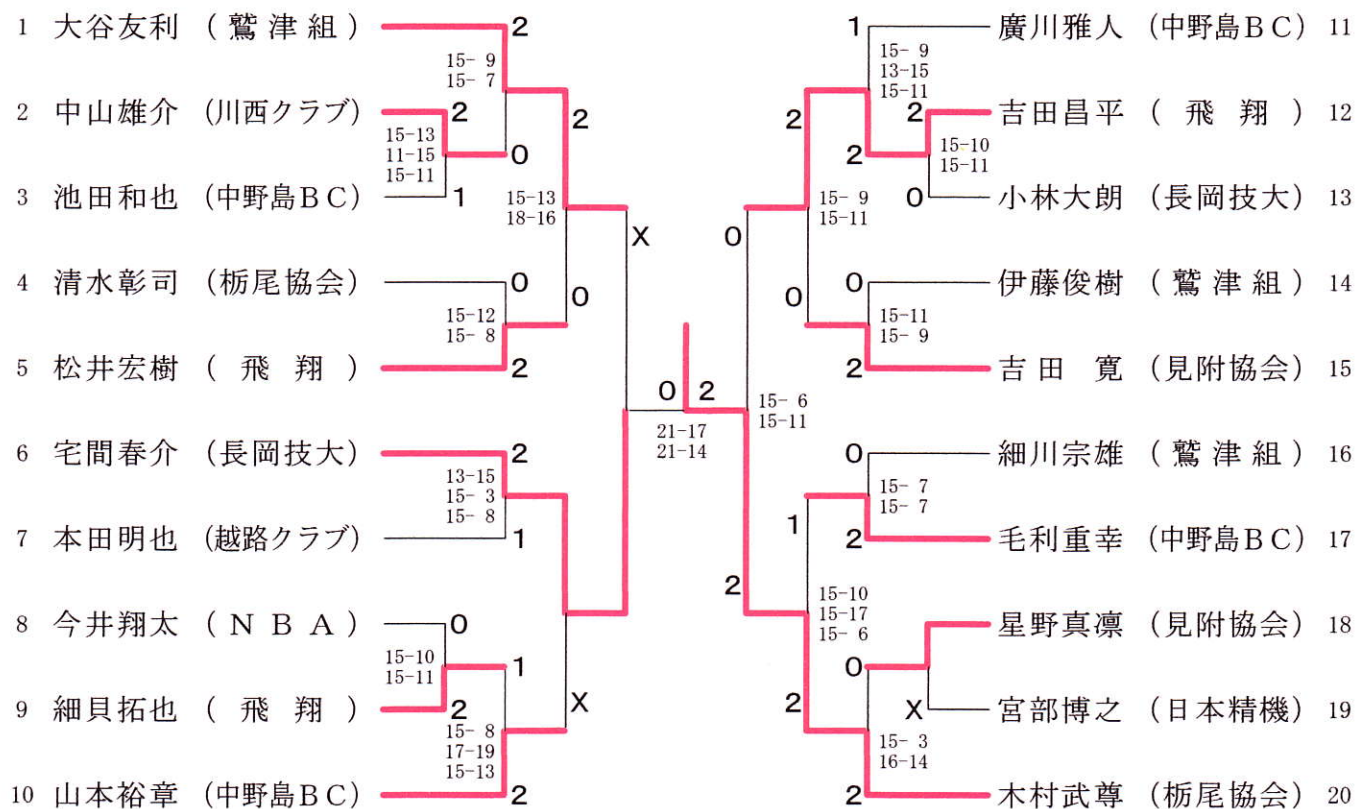 1 大谷友利 (鷲津組) 2
15- 9
15- 7
2 中山雄介 (川西クラブ) 2
2
15-13
11-15
15-11
0
3 池田和也 (中野島BC) 1
15-13
18-16
X
4 清水彰司 (栃尾協会) 0
0
15-12
15- 8
5 松井宏樹 (飛翔) 2
0 2
21-17
21-14
6 宅間春介 (長岡技大) 2
13-15
15- 3
15- 8
7 本田明也 (越路クラブ) 1
8 今井翔太 (NBA) 0
15-10
15-11
1
9 細貝拓也 (飛翔) 2
X
15- 8
17-19
15-13
10 山本裕章 (中野島BC) 2
1 廣川雅人 (中野島BC) 11
15- 9
13-15
15-11
2
2 吉田昌平 (飛翔) 12
2
15-10
15-11
0 小林大朗 (長岡技大) 13
15- 9
15-11
0
0 伊藤俊樹 (鷲津組) 14
0
15-11
15- 9
2 吉田 寛 (見附協会) 15
15- 6
15-11
0 細川宗雄 (鷲津組) 16
15- 7
15- 7
1
2 毛利重幸 (中野島BC) 17
2
15-10
15-17
15- 6
星野真凛 (見附協会) 18
0
2
X 宮部博之 (日本精機) 19
15- 3
16-14
2 木村武尊 (栃尾協会) 20